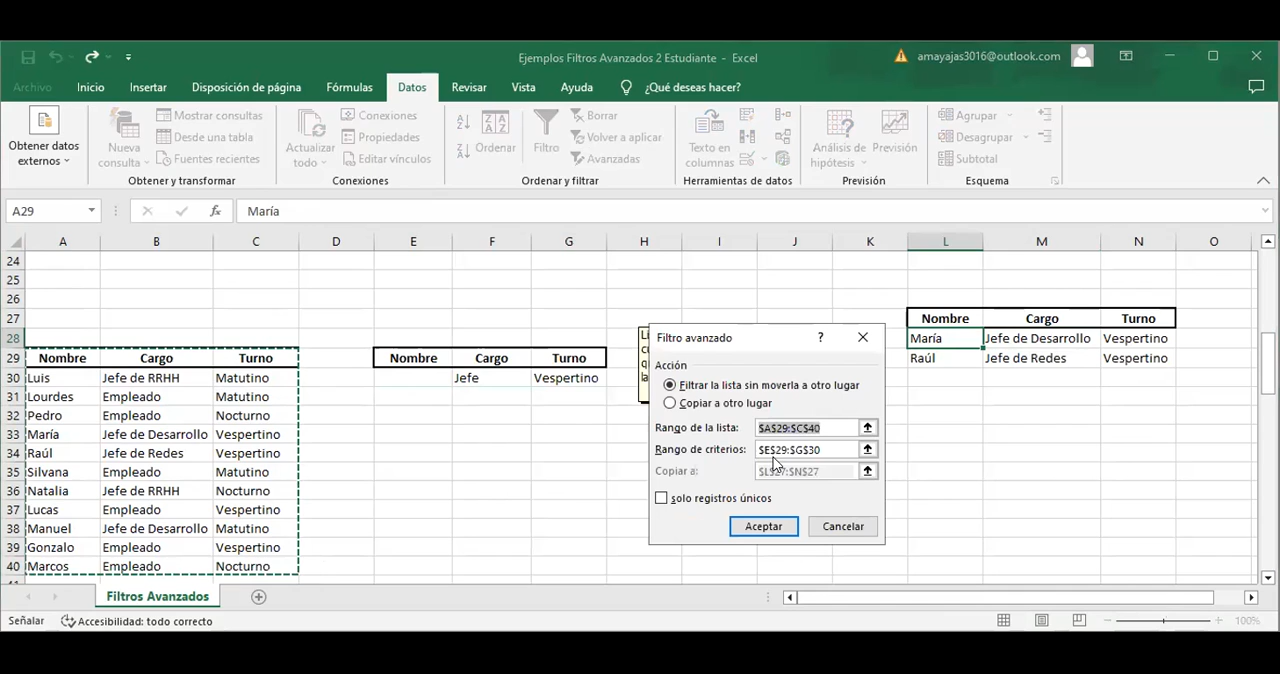 Ejemplos Filtros Avanzados 2 Estudiante - Excel
amayajas3016@outlook.com
Archivo Inicio Insertar Disposición de página Fórmulas Datos Revisar Vista Ayuda ¿Qué deseas hacer?
Obtener datos externos
Nueva consulta
Mostrar consultas
Desde una tabla
Fuentes recientes
Obtener y transformar
Actualizar todo
Conexiones
Propiedades
Editar vínculos
Conexiones
Ordenar
Filtro
Borrar
Volver a aplicar
Avanzadas
Ordenar y filtrar
Texto en columnas
Herramientas de datos
Análisis de hipótesis
Previsión
Previsión
Agrupar
Desagrupar
Subtotal
Esquema
A29 fx María
A B C D E F G H I J K L M N O
24
25
26
27 Nombre Cargo Turno
28 María Jefe de Desarrollo Vespertino
29 Nombre Cargo Turno Nombre Cargo Turno Raúl Jefe de Redes Vespertino
30 Luis Jefe de RRHH Matutino Jefe Vespertino
31 Lourdes Empleado Matutino
32 Pedro Empleado Nocturno
33 María Jefe de Desarrollo Vespertino
34 Raúl Jefe de Redes Vespertino
35 Silvana Empleado Matutino
36 Natalia Jefe de RRHH Nocturno
37 Lucas Empleado Vespertino
38 Manuel Jefe de Desarrollo Matutino
39 Gonzalo Empleado Vespertino
40 Marcos Empleado Nocturno
Filtro avanzado ?
Acción
Filtrar la lista sin moverla a otro lugar
Copiar a otro lugar
Rango de la lista: $A$29:$C$40
Rango de criterios: $E$29:$G$30
Copiar a: $L$27:$N$27
Solo registros únicos
Aceptar Cancelar
Filtros Avanzados
Señalar Accesibilidad: todo correcto 100%